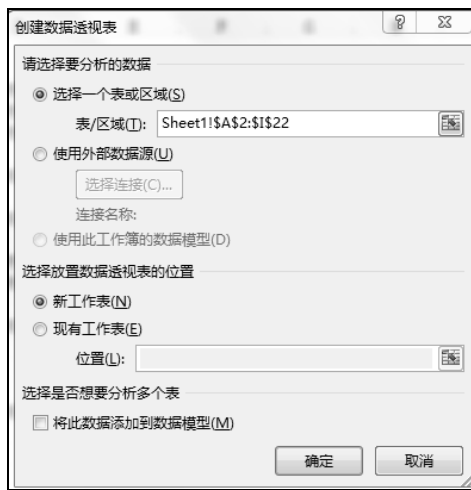 创建数据透视表
请选择要分析的数据
选择一个表或区域(S)
表/区域(T): Sheet1!$A$2:$I$22
使用外部数据源(U)
选择连接(C)...
连接名称:
使用此工作簿的数据模型(D)
选择放置数据透视表的位置
新工作表(N)
现有工作表(E)
位置(L):
选择是否想要分析多个表
将此数据添加到数据模型(M)
确定 取消